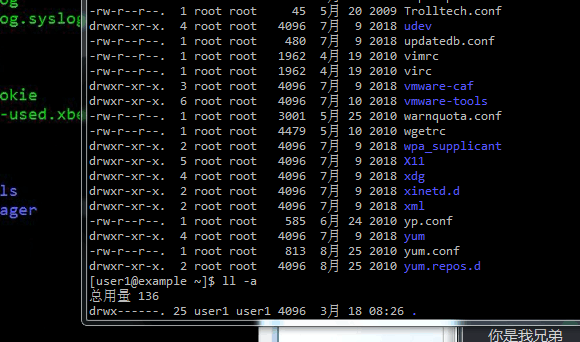 og
og.syslog
okie
-used.xbe
ls
ager
-rw-r--r--. 1 root root 45 5月 20 2009 Trolltech.conf
drwxr-xr-x. 4 root root 4096 7月 9 2018 udev
-rw-r--r--. 1 root root 480 7月 9 2018 updatedb.conf
-rw-r--r--. 1 root root 1962 4月 19 2010 vimrc
-rw-r--r--. 1 root root 1962 4月 19 2010 virc
drwxr-xr-x. 3 root root 4096 7月 9 2018 vmware-caf
drwxr-xr-x. 6 root root 4096 7月 10 2018 vmware-tools
-rw-r--r--. 1 root root 3001 5月 25 2010 warnquota.conf
-rw-r--r--. 1 root root 4479 5月 10 2010 wgetrc
drwxr-xr-x. 2 root root 4096 7月 9 2018 wpa_supplicant
drwxr-xr-x. 5 root root 4096 7月 9 2018 X11
drwxr-xr-x. 4 root root 4096 7月 9 2018 xdg
drwxr-xr-x. 2 root root 4096 7月 9 2018 xinetd.d
drwxr-xr-x. 2 root root 4096 7月 9 2018 xml
-rw-r--r--. 1 root root 585 6月 24 2010 yp.conf
drwxr-xr-x. 4 root root 4096 7月 9 2018 yum
-rw-r--r--. 1 root root 813 8月 25 2010 yum.conf
drwxr-xr-x. 2 root root 4096 8月 25 2010 yum.repos.d
[user1@example ~]$ ll -a
总用量 136
drwx------. 25 user1 user1 4096 3月 18 08:26 .
你是我兄弟